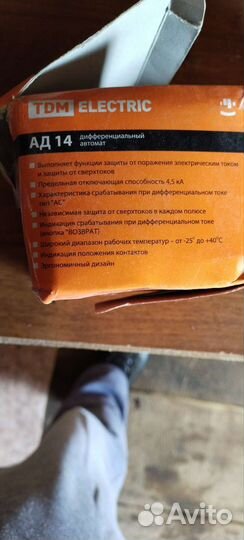 TDM ELECTRIC
АД 14 дифференциальный
автомат
Выполняет функции защиты от поражения электрическим током
и защиты от сверхтоков
Предельная отключающая способность 4,5 кА
Характеристика срабатывания при дифференциальном токе
тип "АС"
Независимая защита от сверхтоков в каждом полюсе
Индикация срабатывания при дифференциальном токе
(кнопка "ВОЗВРАТ")
Широкий диапазон рабочих температур – от -25˚ до +40˚С
Индикация положения контактов
Эргономичный дизайн
Avito